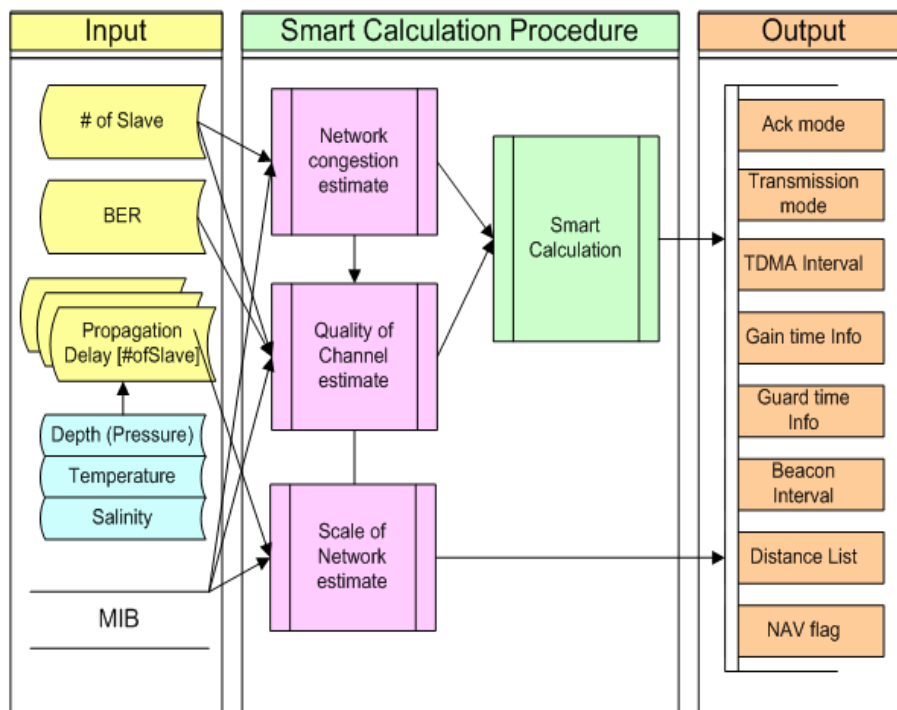 Input
Smart Calculation Procedure
Output
# of Slave
BER
Propagation
Delay [#ofSlave]
Depth (Pressure)
Temperature
Salinity
MIB
Network
congestion
estimate
Quality of
Channel
estimate
Scale of
Network
estimate
Smart
Calculation
Ack mode
Transmission
mode
TDMA Interval
Gain time Info
Guard time
Info
Beacon
Interval
Distance List
NAV flag